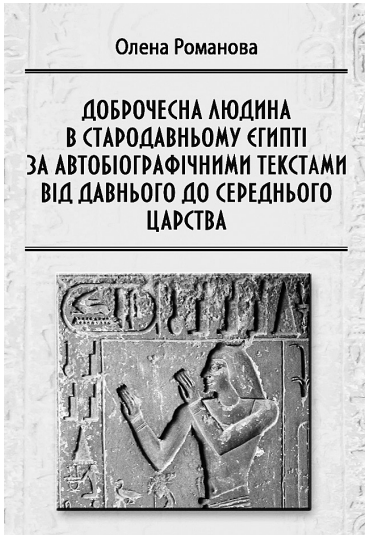 Олена Романова
ДОБРОЧЕСНА ЛЮДИНА
В СТАРОДАВНЬОМУ ЄГИПТІ
ЗА АВТОБІОГРАФІЧНИМИ ТЕКСТАМИ
ВІД ДАВНЬОГО ДО СЕРЕДНЬОГО
ЦАРСТВА